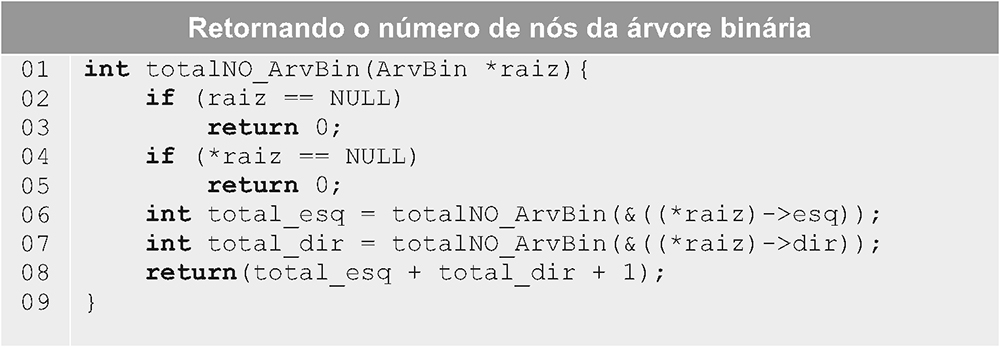 Retornando o número de nós da árvore binária
01 int totalNO_ArvBin(ArvBin *raiz){
02     if (raiz == NULL)
03         return 0;
04     if (*raiz == NULL)
05         return 0;
06     int total_esq = totalNO_ArvBin(&((*raiz)->esq));
07     int total_dir = totalNO_ArvBin(&((*raiz)->dir));
08     return(total_esq + total_dir + 1);
09 }